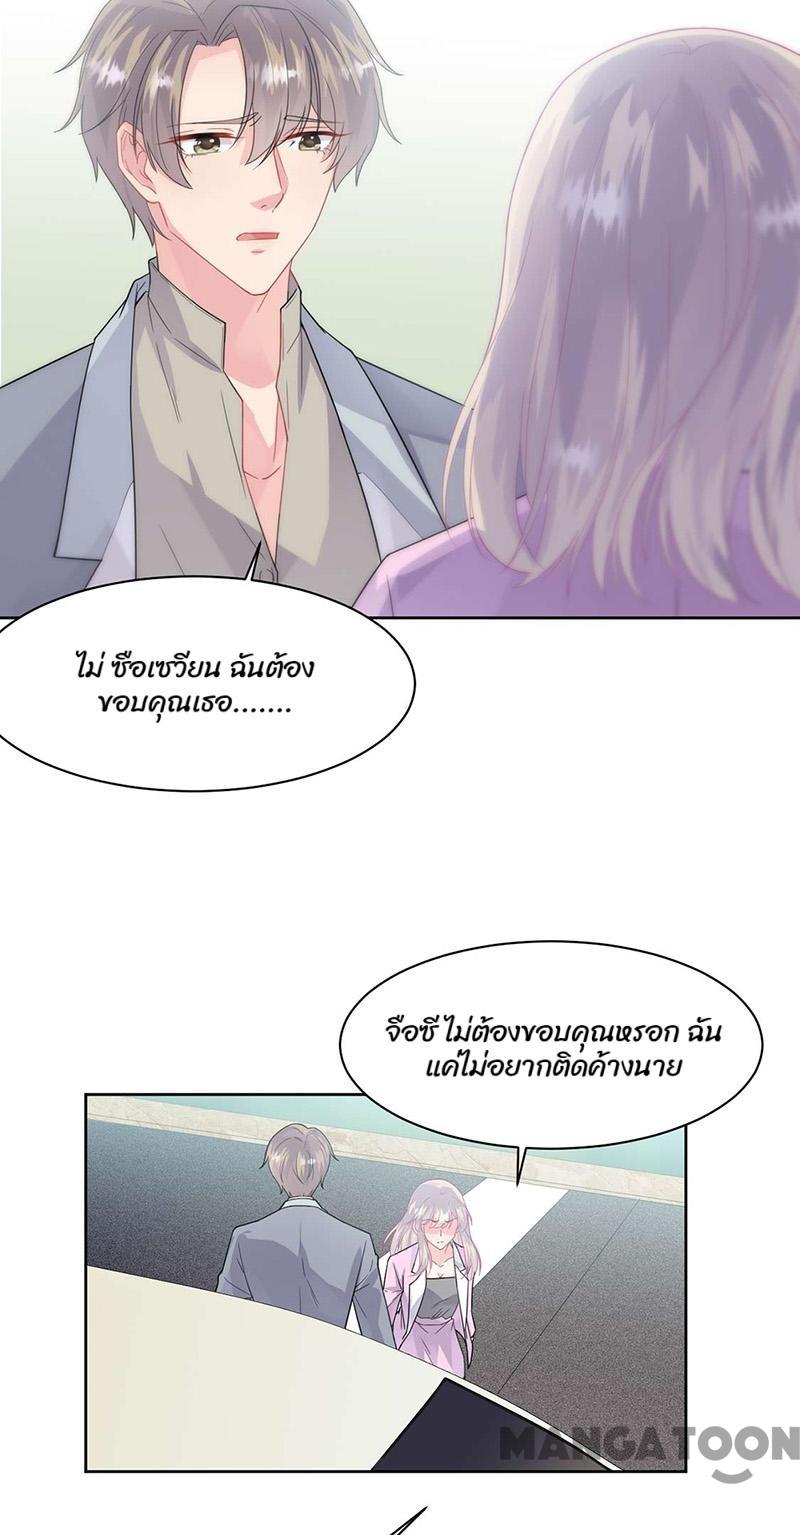 ไม่ ซือเซวียน ฉันต้อง
ขอบคุณเธอ.......
จือซี ไม่ต้องขอบคุณหรอก ฉัน
แค่ไม่อยากติดค้างนาย
MANGATOON